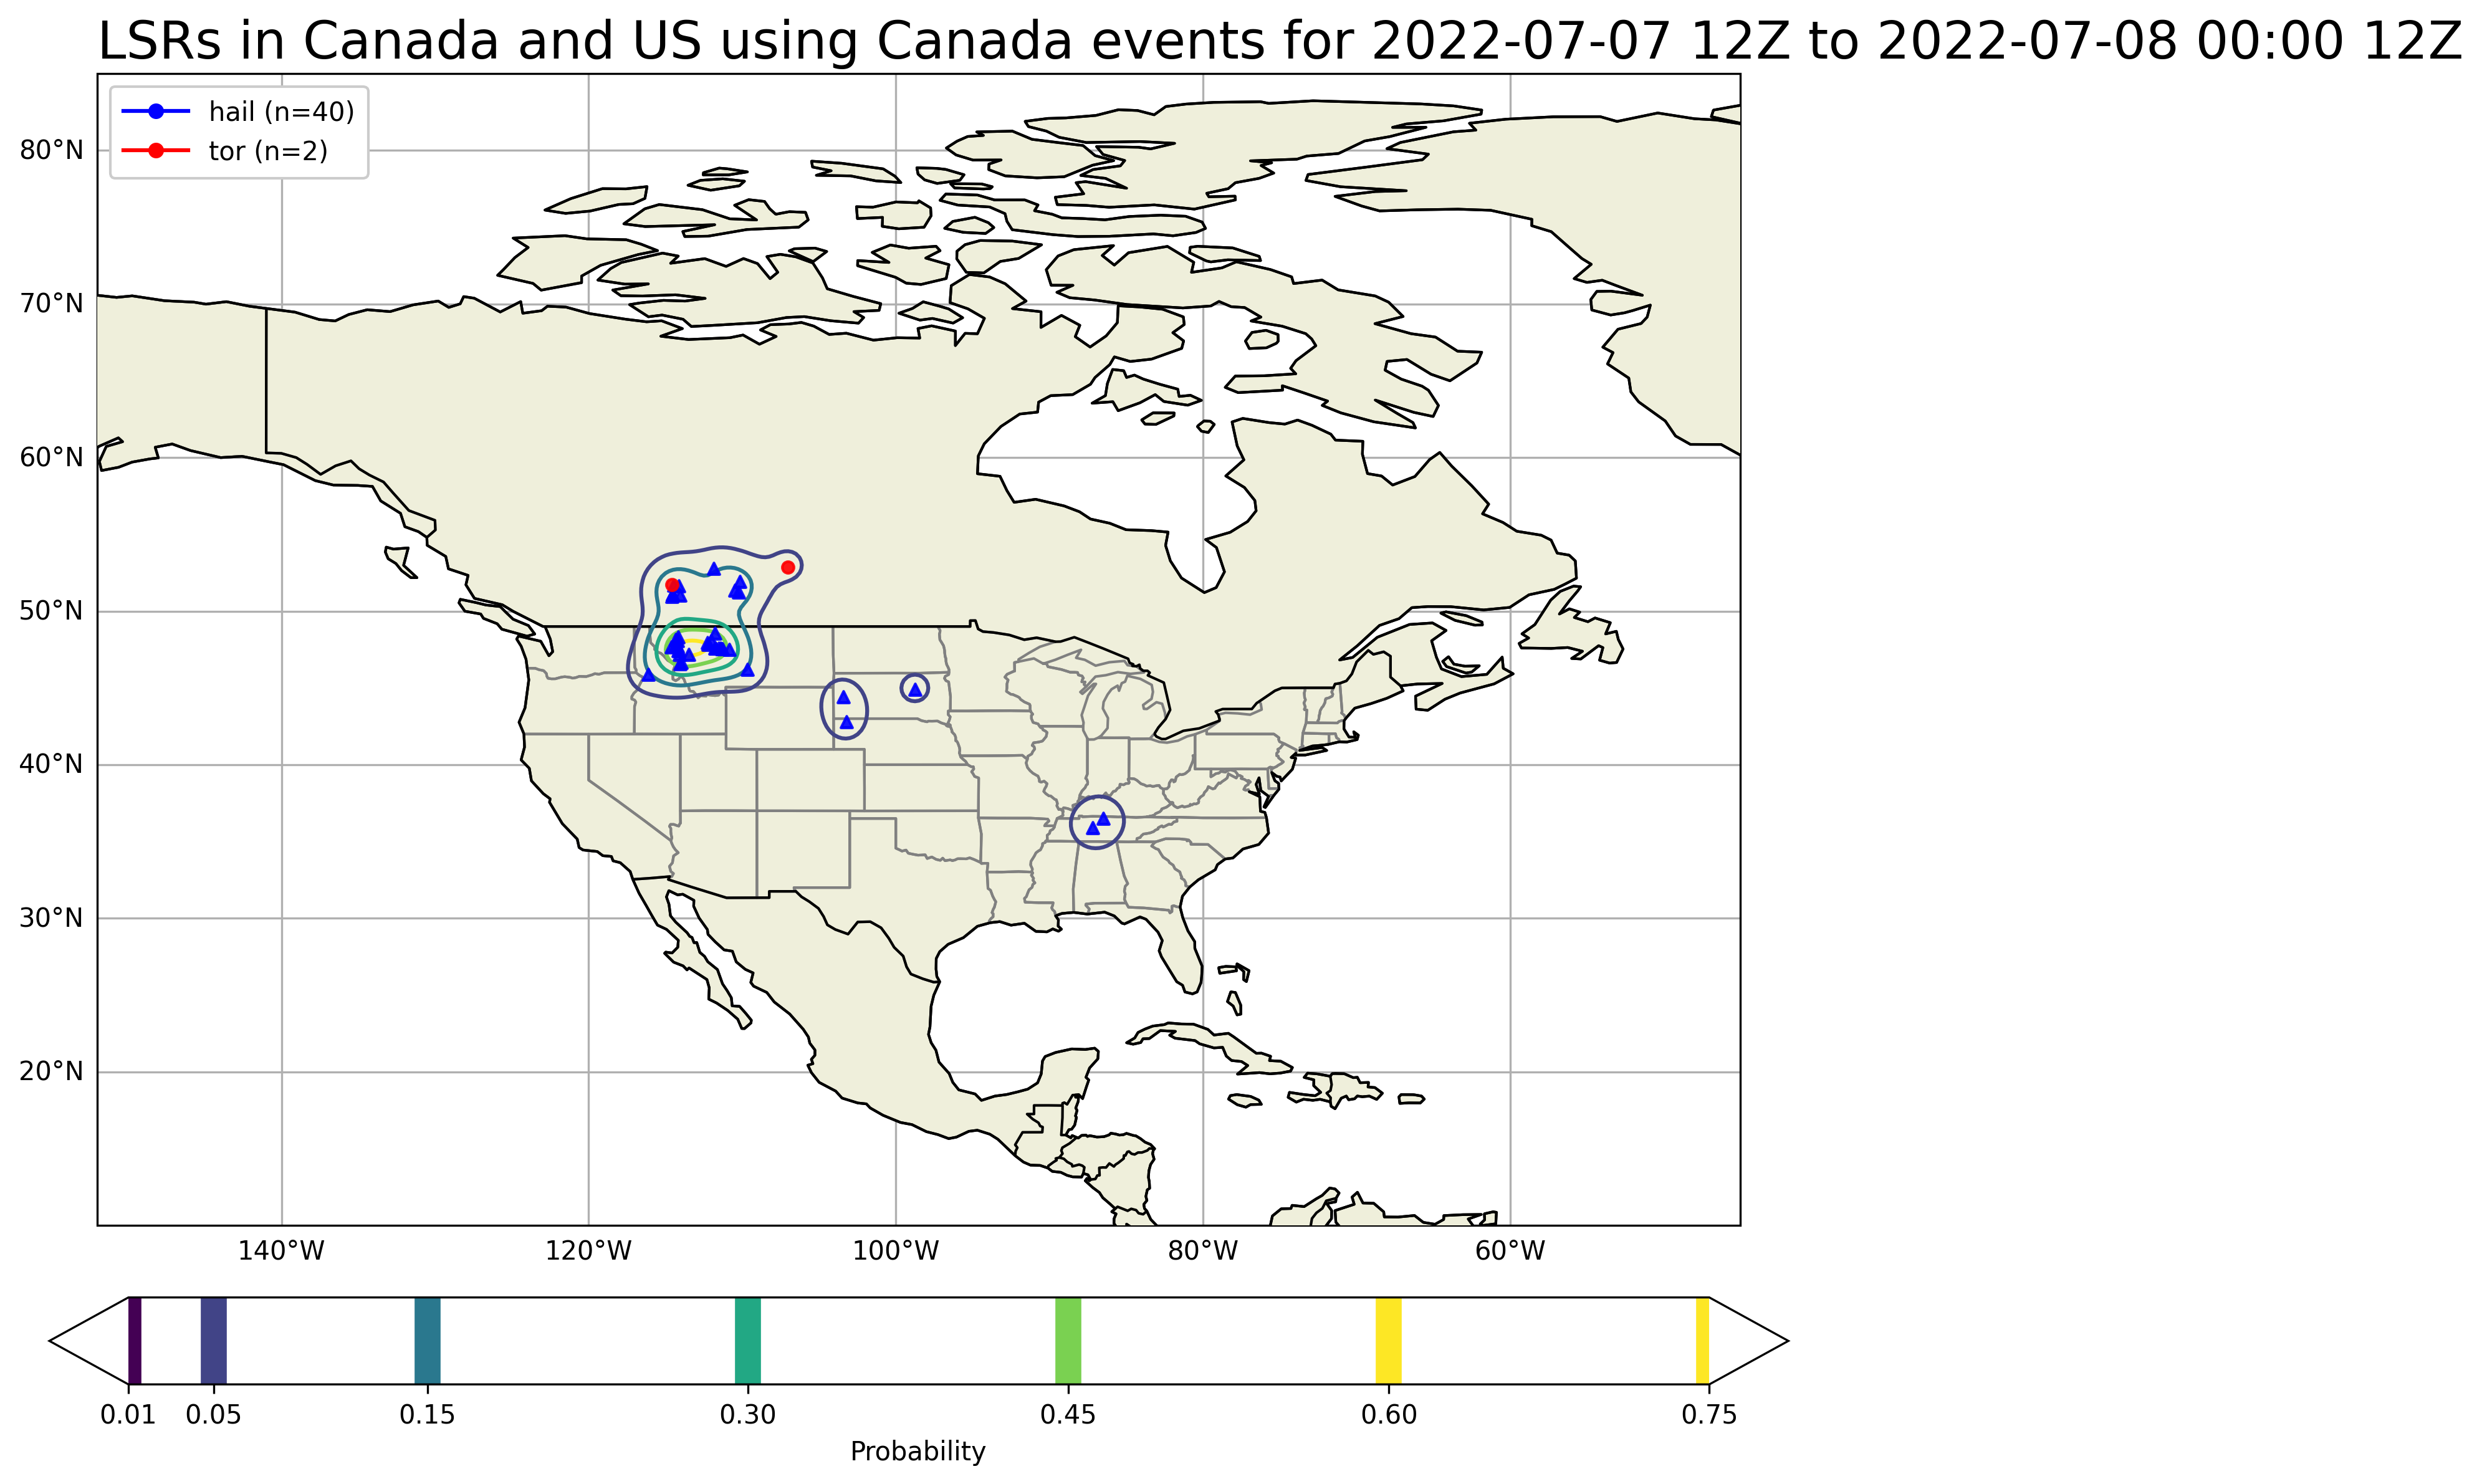 LSRs in Canada and US using Canada events for 2022-07-07 12Z to 2022-07-08 00:00 12Z
hail (n=40)
tor (n=2)
80°N
70°N
60°N
50°N
40°N
30°N
20°N
140°W 120°W 100°W 80°W 60°W
0.01 0.05 0.15 0.30 0.45 0.60 0.75
Probability